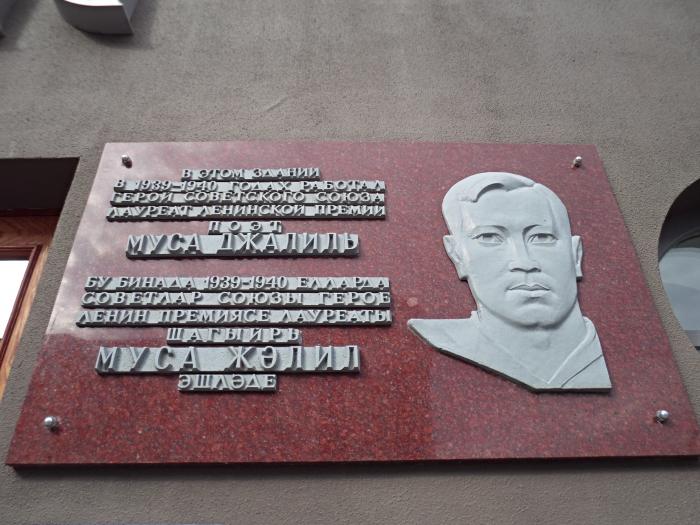 В ЭТОМ ЗДАНИИ
В 1939-1940 ГОДАХ РАБОТАЛ
ГЕРОЙ СОВЕТСКОГО СОЮЗА
ЛАУРЕАТ ЛЕНИНСКОЙ ПРЕМИИ
ПОЭТ
МУСА ДЖАЛИЛЬ
БУ БИНАДА 1939-1940 ЕЛЛАРДА
СОВЕТЛАР СОЮЗЫ ГЕРОЕ
ЛЕНИН ПРЕМИЯСЕ ЛАУРЕАТЫ
ШАГЫЙРЬ
МУСА ҖӘЛИЛ
ЭШЛӘДЕ